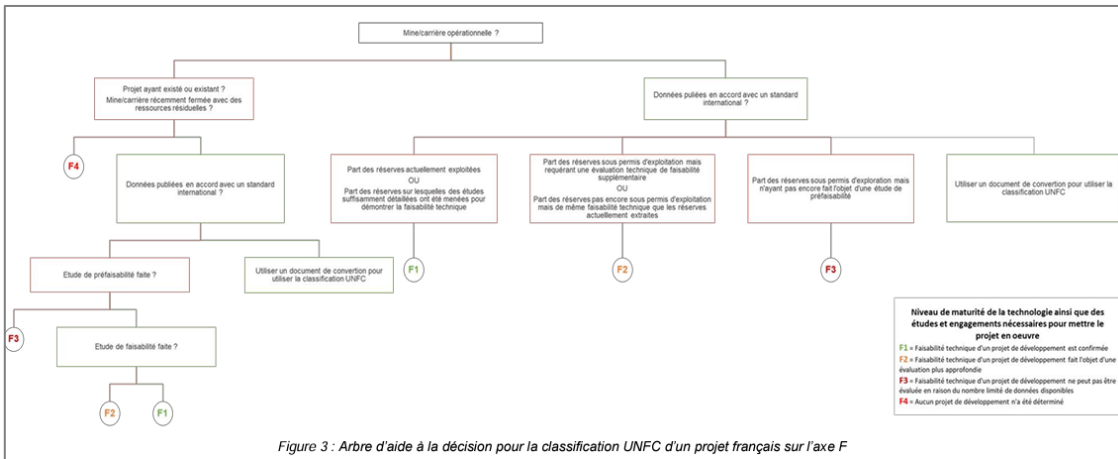 Mine/carrière opérationnelle ?
Projet ayant existé ou existant ?
Mine/carrière récemment fermée avec des
ressources résiduelles ?
Données puliées en accord avec un standard
international ?
F4
Données publiées en accord avec un standard
international ?
Part des réserves actuellement exploitées
OU
Part des réserves sur lesquelles des études
suffisamment détaillées ont été menées pour
démontrer la faisabilité technique
Part des réserves sous permis d'exploitation mais
requérant une évaluation technique de faisabilité
supplémentaire
OU
Part des réserves pas encore sous permis d'exploitation
mais de même faisabilité technique que les réserves
actuellement extraites
Part des réserves sous permis d'exploration mais
n'ayant pas encore fait l'objet d'une étude de
préfaisabilité
Utiliser un document de convertion pour utiliser la
classification UNFC
Etude de préfaisabilité faite ?
Utiliser un document de convertion pour
utiliser la classification UNFC
F1
F2
F3
F3
Etude de faisabilité faite ?
F2
F1
Niveau de maturité de la technologie ainsi que des
études et engagements nécessaires pour mettre le
projet en oeuvre
F1 = Faisabilité technique d'un projet de développement est confirmée
F2 = Faisabilité technique d'un projet de développement fait l'objet d'une
évaluation plus approfondie
F3 = Faisabilité technique d'un projet de développement ne peut pas être
évaluée en raison du nombre limité de données disponibles
F4 = Aucun projet de développement n'a été déterminé
Figure 3 : Arbre d'aide à la décision pour la classification UNFC d'un projet français sur l'axe F